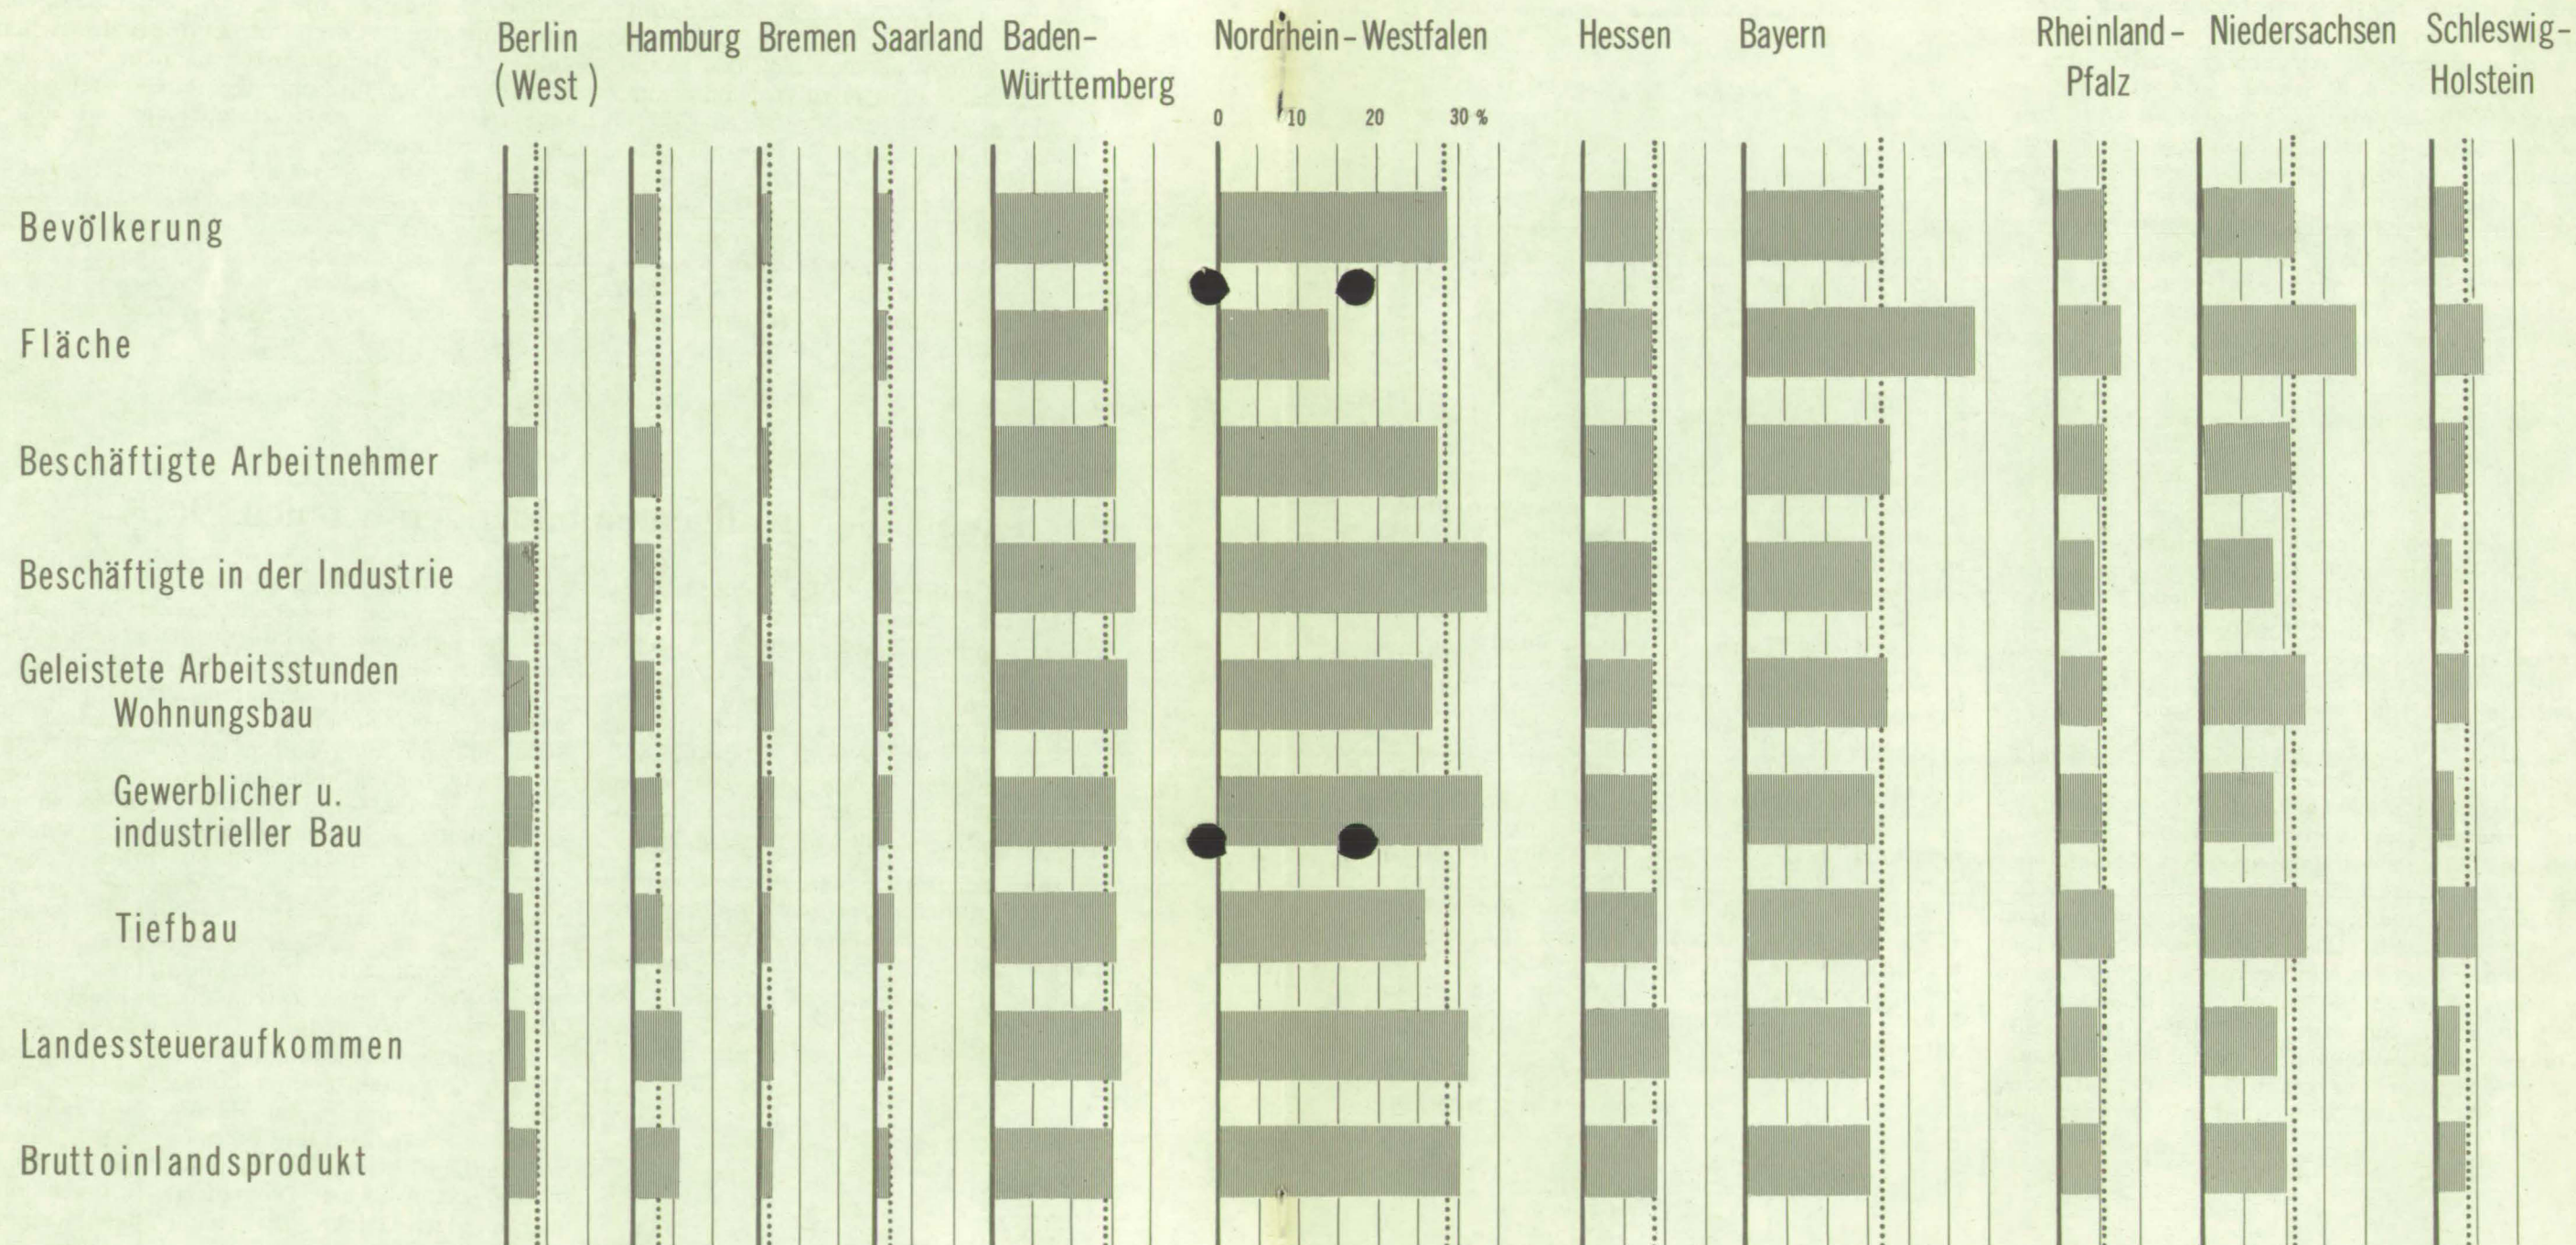 Berlin (West)
Hamburg
Bremen
Saarland
Baden-
Württemberg
Nordrhein-Westfalen
Hessen
Bayern
Rheinland-
Pfalz
Niedersachsen
Schleswig-
Holstein
0 10 20 30 %
Bevölkerung
Fläche
Beschäftigte Arbeitnehmer
Beschäftigte in der Industrie
Geleistete Arbeitsstunden
Wohnungsbau
Gewerblicher u.
industrieller Bau
Tiefbau
Landessteueraufkommen
Bruttoinlandsprodukt